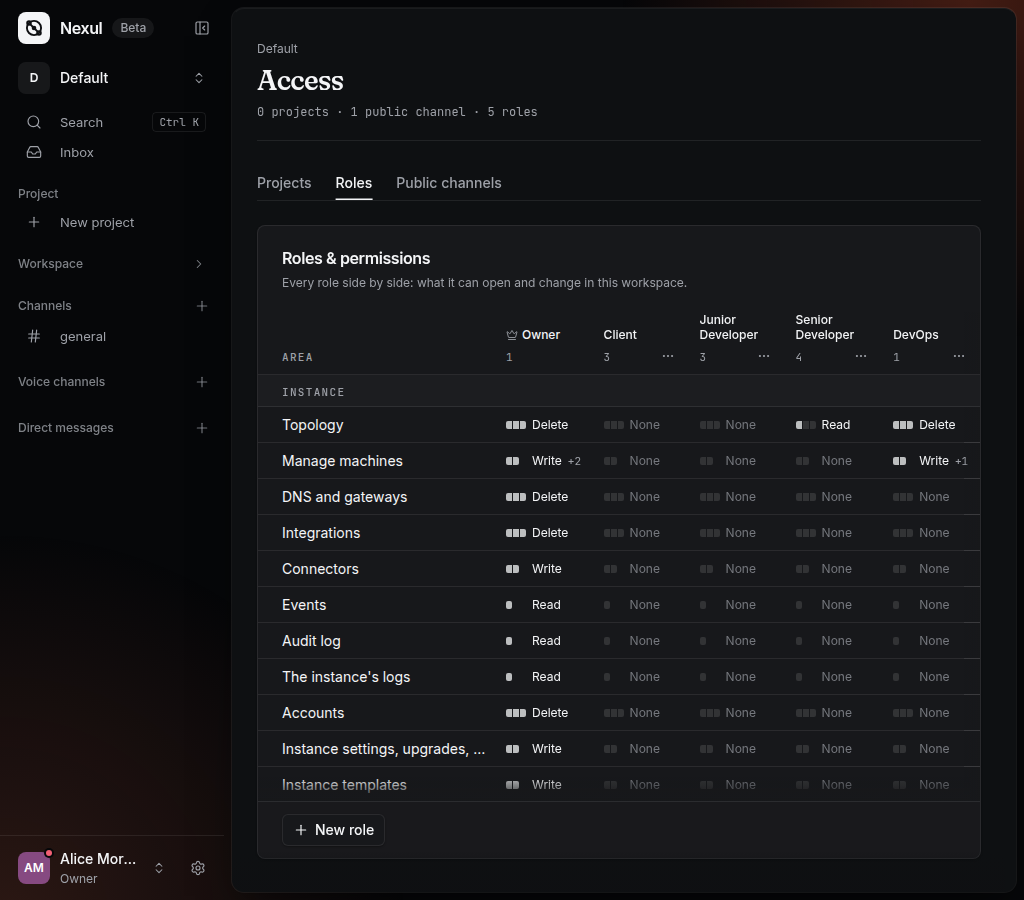 Nexul Beta
D Default
Search Ctrl K
Inbox
Project
New project
Workspace
Channels
# general
Voice channels
Direct messages
AM Alice Mor...
Owner
Default
Access
0 projects · 1 public channel · 5 roles
Projects Roles Public channels
Roles & permissions
Every role side by side: what it can open and change in this workspace.
AREA Owner 1 Client 3 ... Junior Developer 3 ... Senior Developer 4 ... DevOps 1 ...
INSTANCE
Topology Delete None None Read Delete
Manage machines Write +2 None None None Write +1
DNS and gateways Delete None None None None
Integrations Delete None None None None
Connectors Write None None None None
Events Read None None None None
Audit log Read None None None None
The instance's logs Read None None None None
Accounts Delete None None None None
Instance settings, upgrades, ... Write None None None None
Instance templates Write None None None None
+ New role